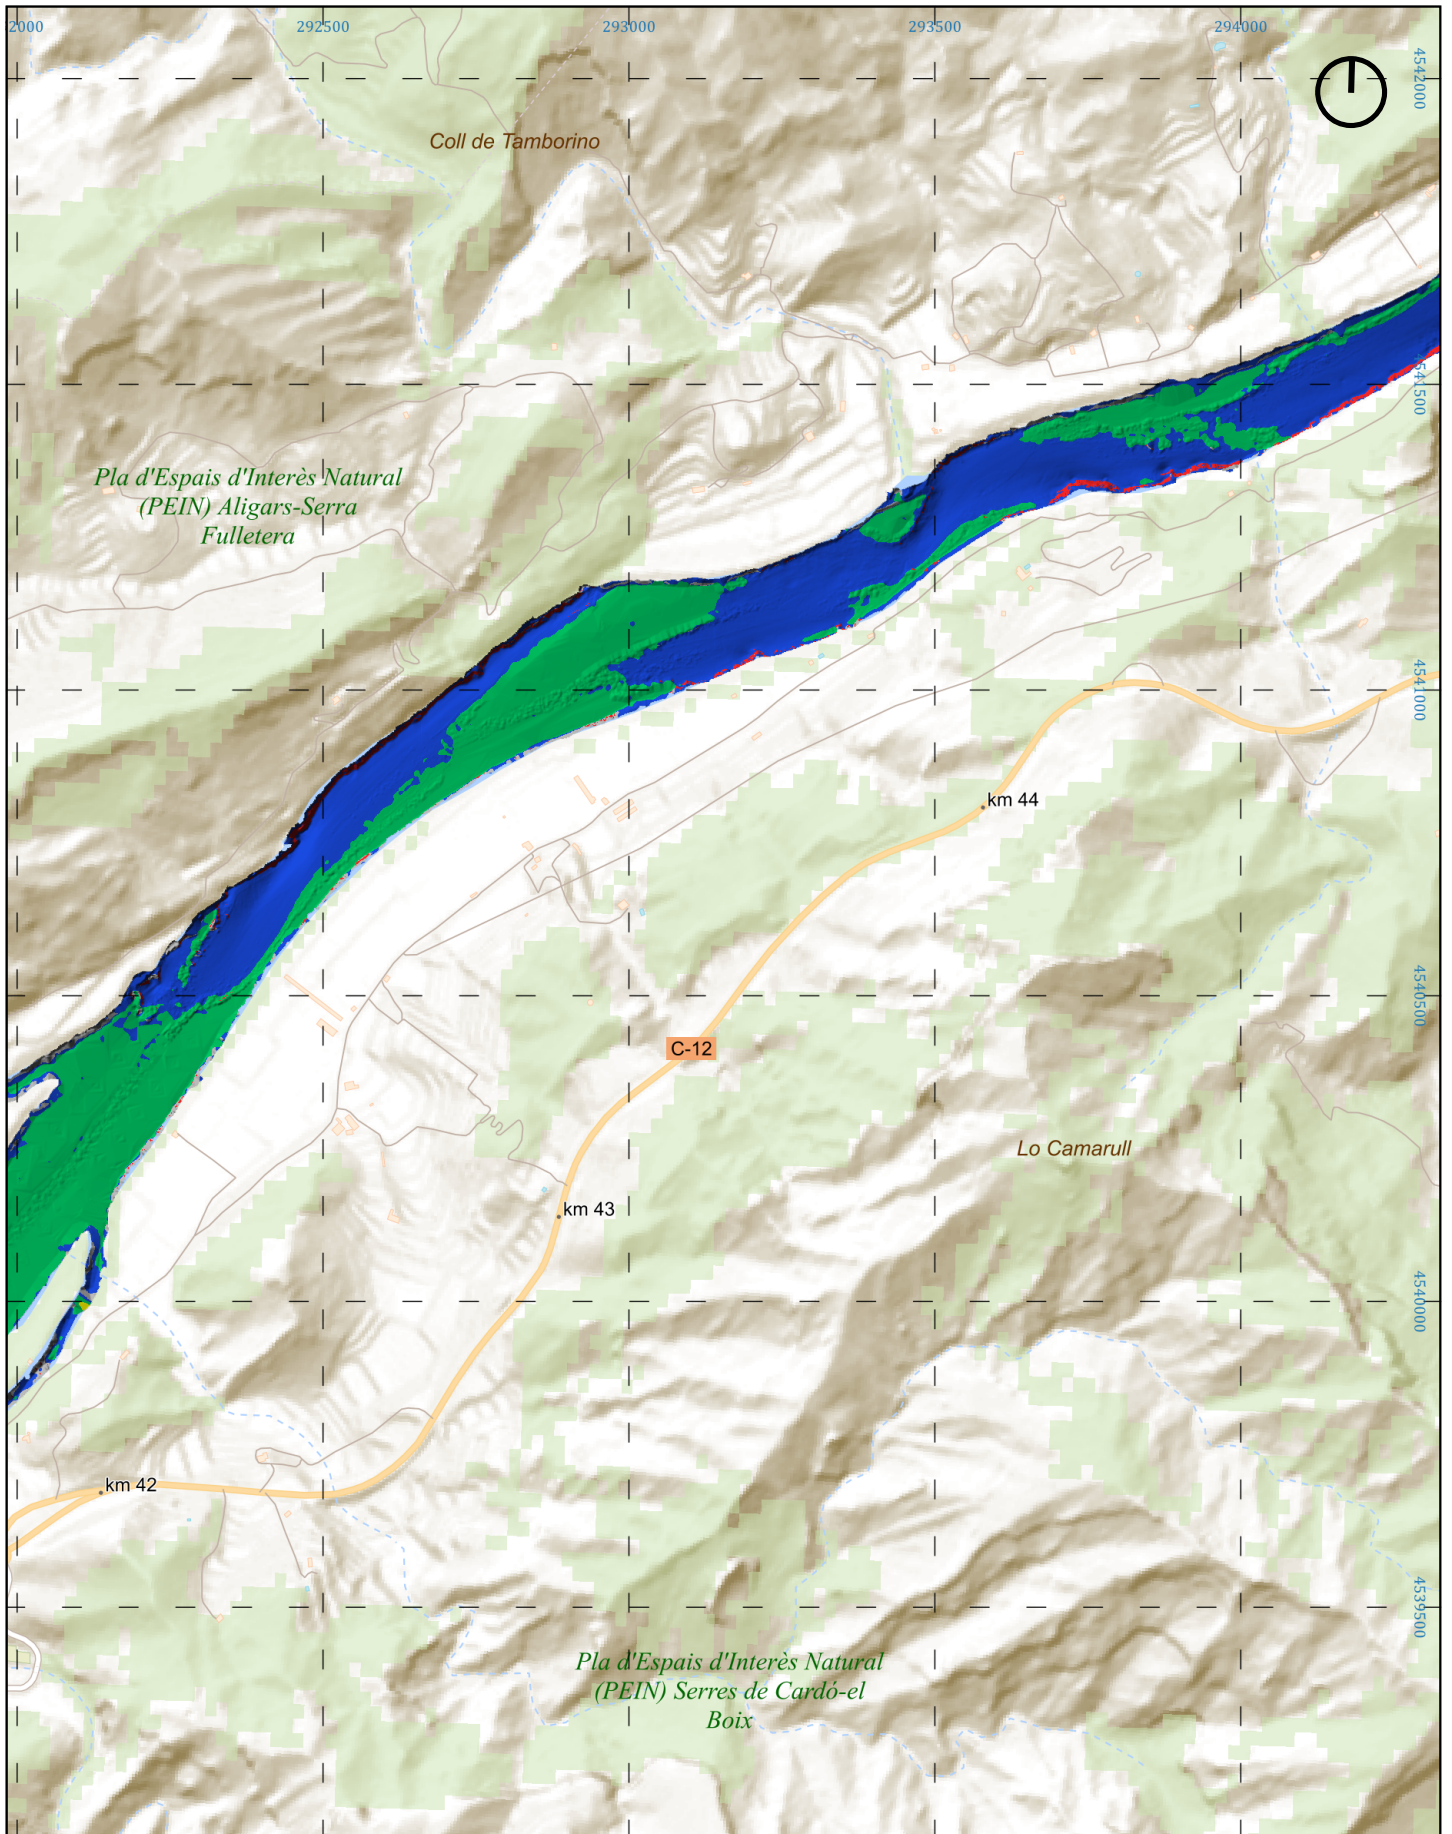 2000
292500
293000
293500
294000
4542000
Coll de Tamborino
541500
Pla d'Espais d'Interès Natural
(PEIN) Aligars-Serra
Fulletera
4541000
km 44
4540500
C-12
Lo Camarull
km 43
4540000
km 42
4539500
Pla d'Espais d'Interès Natural
(PEIN) Serres de Cardó-el
Boix